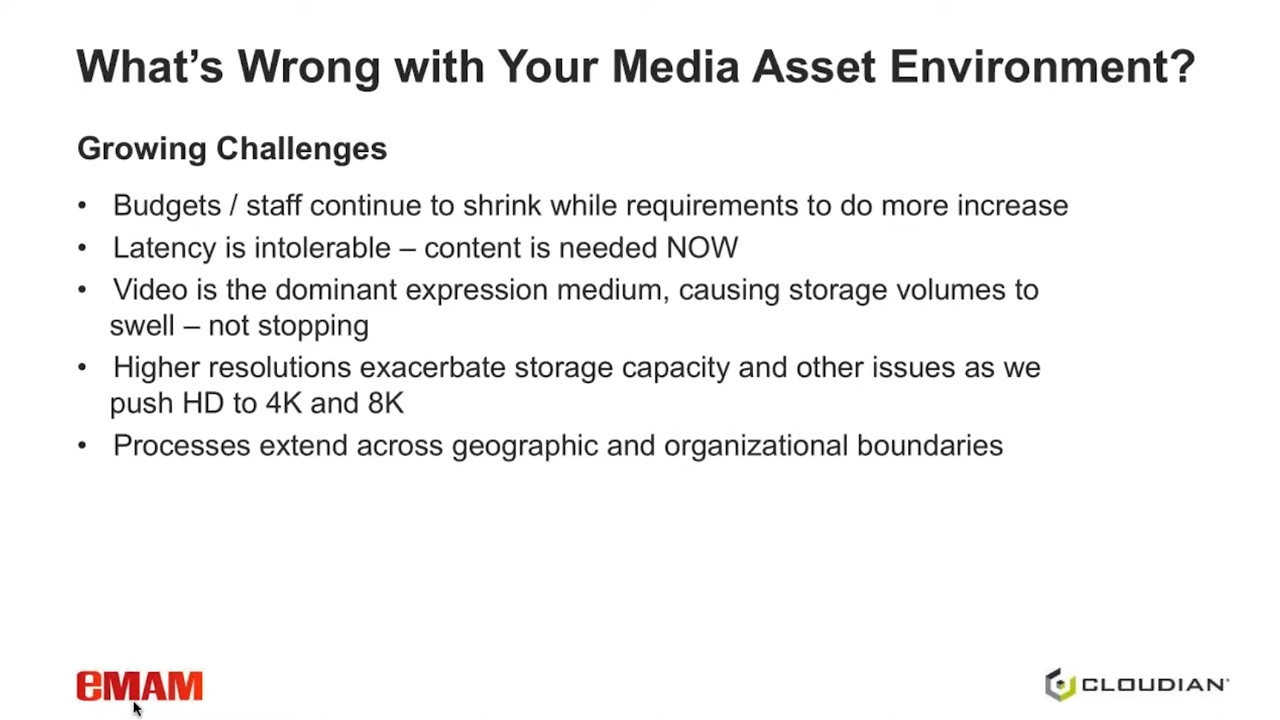 What's Wrong with Your Media Asset Environment?
Growing Challenges
• Budgets / staff continue to shrink while requirements to do more increase
• Latency is intolerable – content is needed NOW
• Video is the dominant expression medium, causing storage volumes to
swell – not stopping
• Higher resolutions exacerbate storage capacity and other issues as we
push HD to 4K and 8K
• Processes extend across geographic and organizational boundaries
eMAM
CLOUDIAN